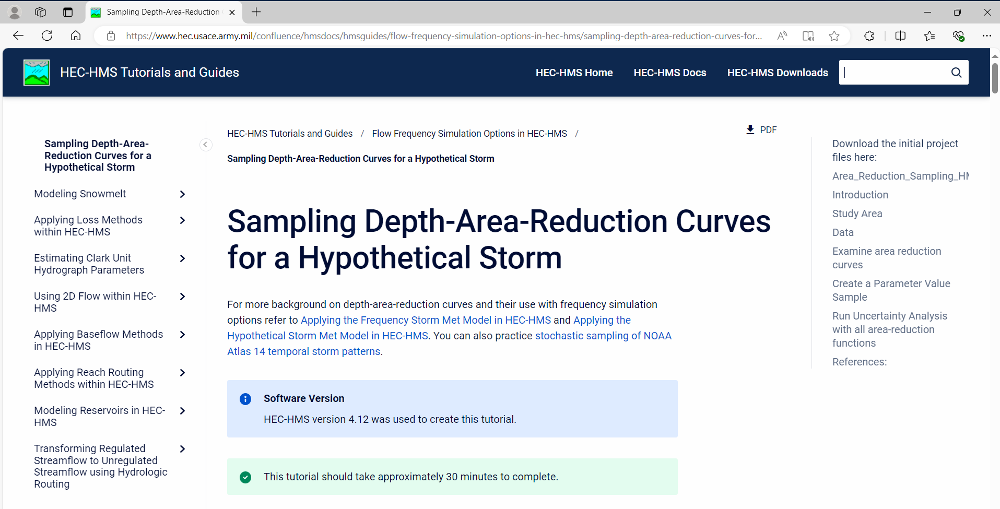 Sampling Depth-Area-Reduction
https://www.hec.usace.army.mil/confluence/hmsdocs/hmsguides/flow-frequency-simulation-options-in-hec-hms/sampling-depth-area-reduction-curves-for...
HEC-HMS Tutorials and Guides
HEC-HMS Home
HEC-HMS Docs
HEC-HMS Downloads
Sampling Depth-Area-
Reduction Curves for a
Hypothetical Storm
Modeling Snowmelt
Applying Loss Methods
within HEC-HMS
Estimating Clark Unit
Hydrograph Parameters
Using 2D Flow within HEC-
HMS
Applying Baseflow Methods
in HEC-HMS
Applying Reach Routing
Methods within HEC-HMS
Modeling Reservoirs in HEC-
HMS
Transforming Regulated
Streamflow to Unregulated
Streamflow using Hydrologic
Routing
HEC-HMS Tutorials and Guides / Flow Frequency Simulation Options in HEC-HMS /
Sampling Depth-Area-Reduction Curves for a Hypothetical Storm
PDF
Sampling Depth-Area-Reduction Curves
for a Hypothetical Storm
For more background on depth-area-reduction curves and their use with frequency simulation
options refer to Applying the Frequency Storm Met Model in HEC-HMS and Applying the
Hypothetical Storm Met Model in HEC-HMS. You can also practice stochastic sampling of NOAA
Atlas 14 temporal storm patterns.
Software Version
HEC-HMS version 4.12 was used to create this tutorial.
This tutorial should take approximately 30 minutes to complete.
Download the initial project
files here:
Area_Reduction_Sampling_HM
Introduction
Study Area
Data
Examine area reduction
curves
Create a Parameter Value
Sample
Run Uncertainty Analysis
with all area-reduction
functions
References: